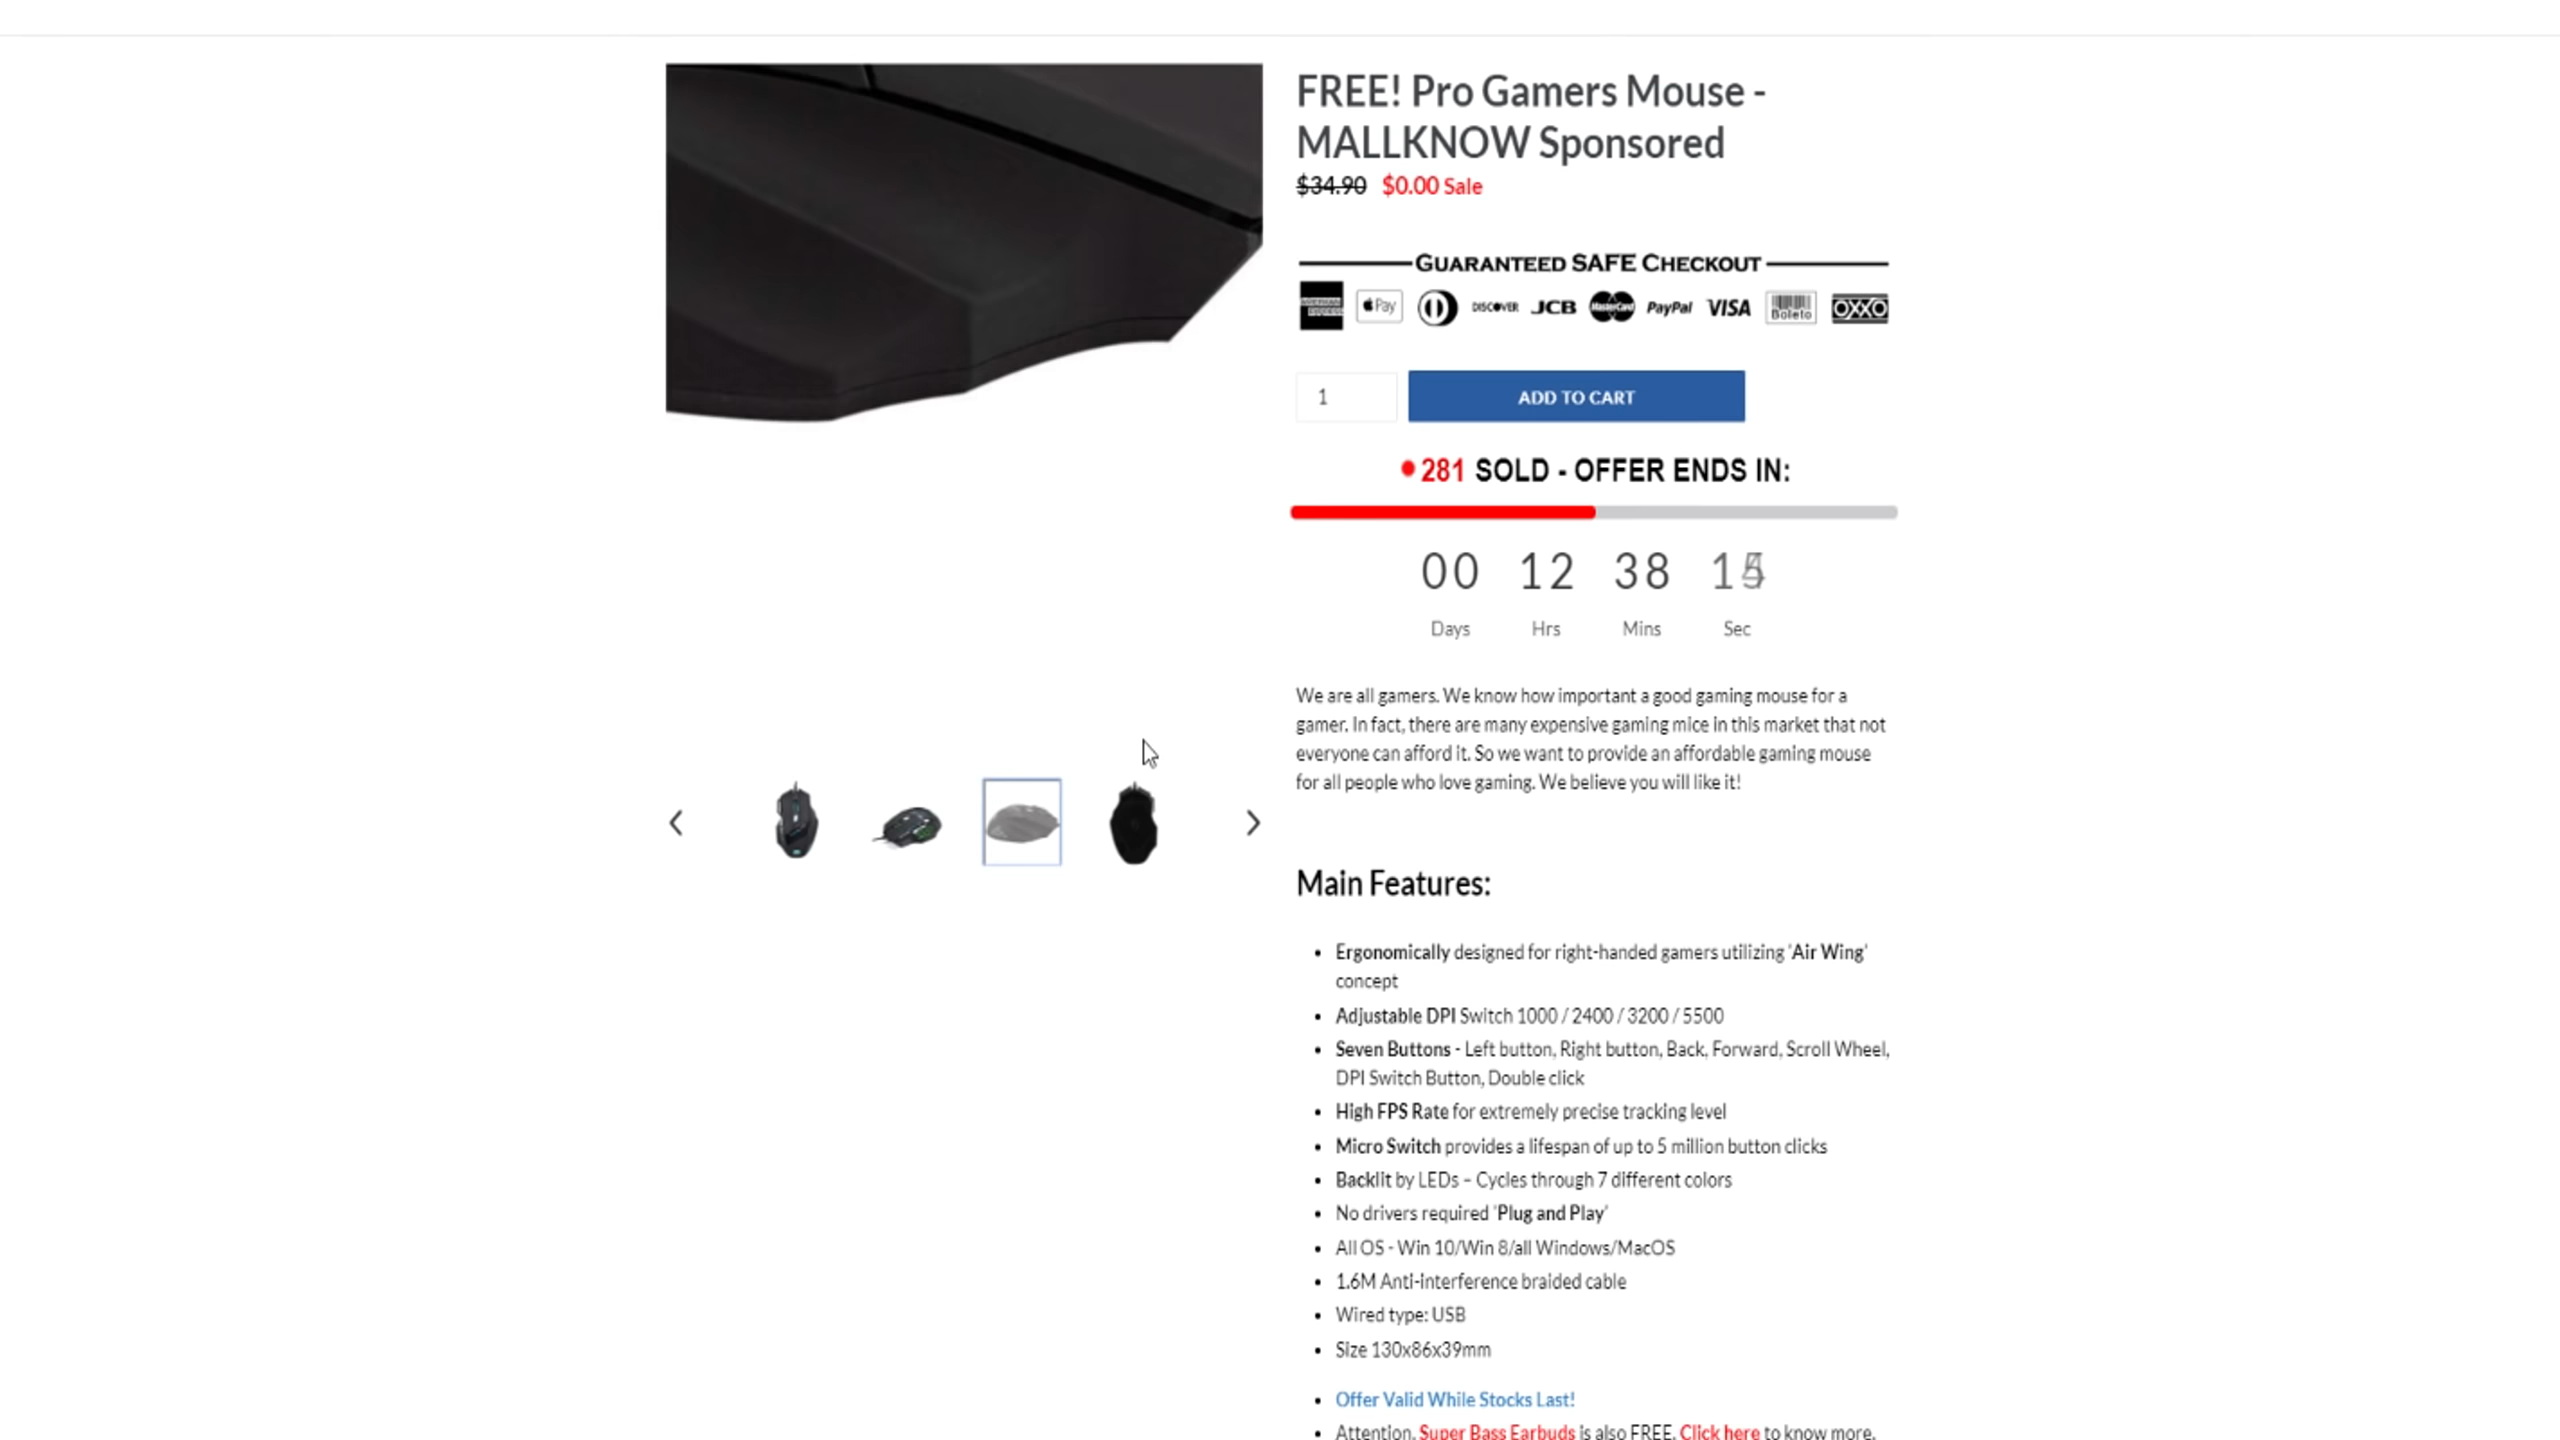 FREE! Pro Gamers Mouse -
MALLKNOW Sponsored
$34.90 $0.00 Sale
GUARANTEED SAFE CHECKOUT
AMERICAN EXPRESS Pay DISCOVER JCB MasterCard PayPal VISA Boleto OXXO
1 ADD TO CART
281 SOLD - OFFER ENDS IN:
00 12 38
Days Hrs Mins Sec
We are all gamers. We know how important a good gaming mouse for a
gamer. In fact, there are many expensive gaming mice in this market that not
everyone can afford it. So we want to provide an affordable gaming mouse
for all people who love gaming. We believe you will like it!
Main Features:
Ergonomically designed for right-handed gamers utilizing 'Air Wing'
concept
Adjustable DPI Switch 1000 / 2400 / 3200 / 5500
Seven Buttons - Left button, Right button, Back, Forward, Scroll Wheel,
DPI Switch Button, Double click
High FPS Rate for extremely precise tracking level
Micro Switch provides a lifespan of up to 5 million button clicks
Backlit by LEDs – Cycles through 7 different colors
No drivers required 'Plug and Play'
All OS - Win 10/Win 8/all Windows/MacOS
1.6M Anti-interference braided cable
Wired type: USB
Size 130x86x39mm
Offer Valid While Stocks Last!
Attention. Super Bass Earbuds is also FREE. Click here to know more.